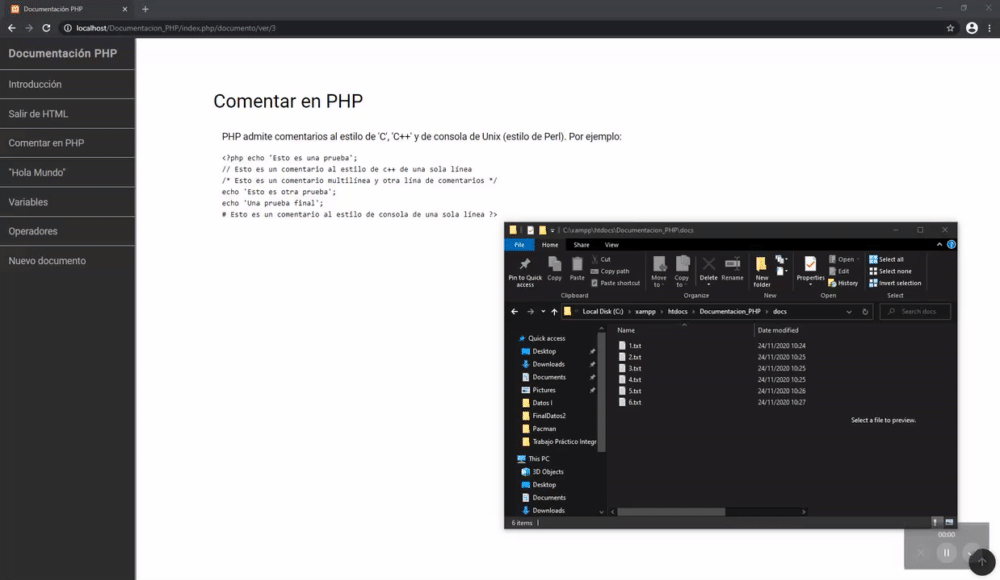 Documentación PHP
localhost/Documentacion_PHP/index.php/documento/ver/3
Documentación PHP
Introducción
Salir de HTML
Comentar en PHP
"Hola Mundo"
Variables
Operadores
Nuevo documento
Comentar en PHP
PHP admite comentarios al estilo de 'C', 'C++' y de consola de Unix (estilo de Perl). Por ejemplo:
<?php echo 'Esto es una prueba';
// Esto es un comentario al estilo de c++ de una sola línea
/* Esto es un comentario multilínea y otra lína de comentarios */
echo 'Esto es otra prueba';
echo 'Una prueba final';
# Esto es un comentario al estilo de consola de una sola línea ?>
C:\xampp\htdocs\Documentacion_PHP\docs
File Home Share View
Pin to Quick access
Copy
Paste
Cut
Copy path
Paste shortcut
Clipboard
Move to
Copy to
Delete
Rename
Organize
New folder
New
Properties
Open
Edit
History
Open
Select all
Select none
Invert selection
Select
Local Disk (C:) > xampp > htdocs > Documentacion_PHP > docs
Search docs
Quick access
Desktop
Downloads
Documents
Pictures
Datos I
FinalDatos2
Pacman
Trabajo Práctico Integr
This PC
3D Objects
Desktop
Documents
Downloads
Name Date modified
1.txt 24/11/2020 10:24
2.txt 24/11/2020 10:25
3.txt 24/11/2020 10:25
4.txt 24/11/2020 10:25
5.txt 24/11/2020 10:26
6.txt 24/11/2020 10:27
Select a file to preview.
6 items
00:00